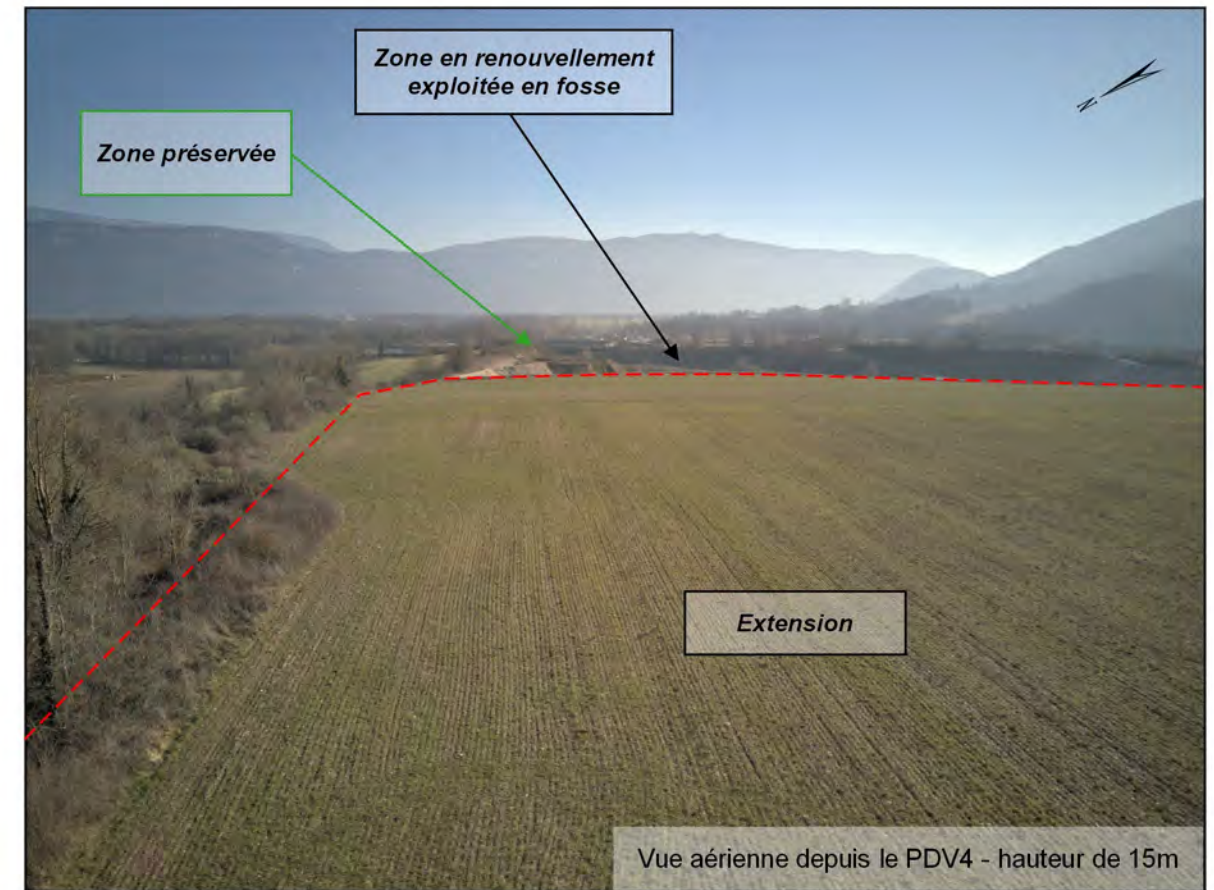 Zone en renouvellement
exploitée en fosse
Zone préservée
N
Extension
Vue aérienne depuis le PDV4 - hauteur de 15m